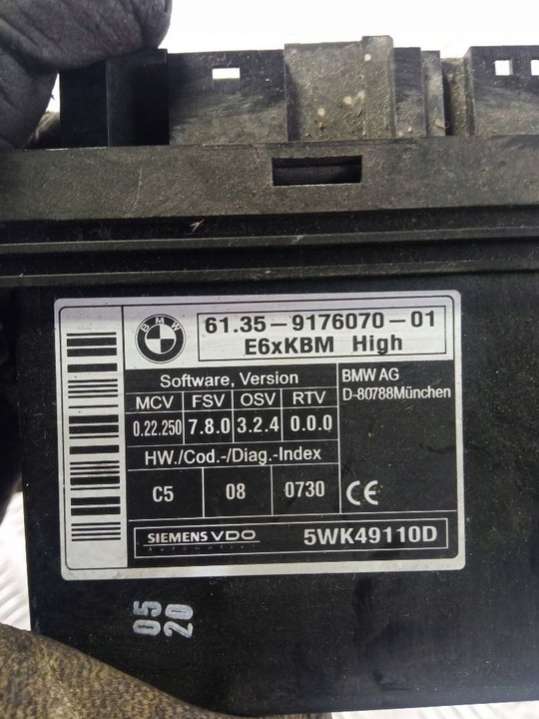 BMW
61.35-9176070-01
E6xKBM High
Software, Version
MCV FSV OSV RTV
0.22.250 7.8.0 3.2.4 0.0.0
HW./Cod.-/Diag.-Index
C5 08 0730
BMW AG
D-80788München
CE
SIEMENS VDO
Automotive
5WK49110D
05
20